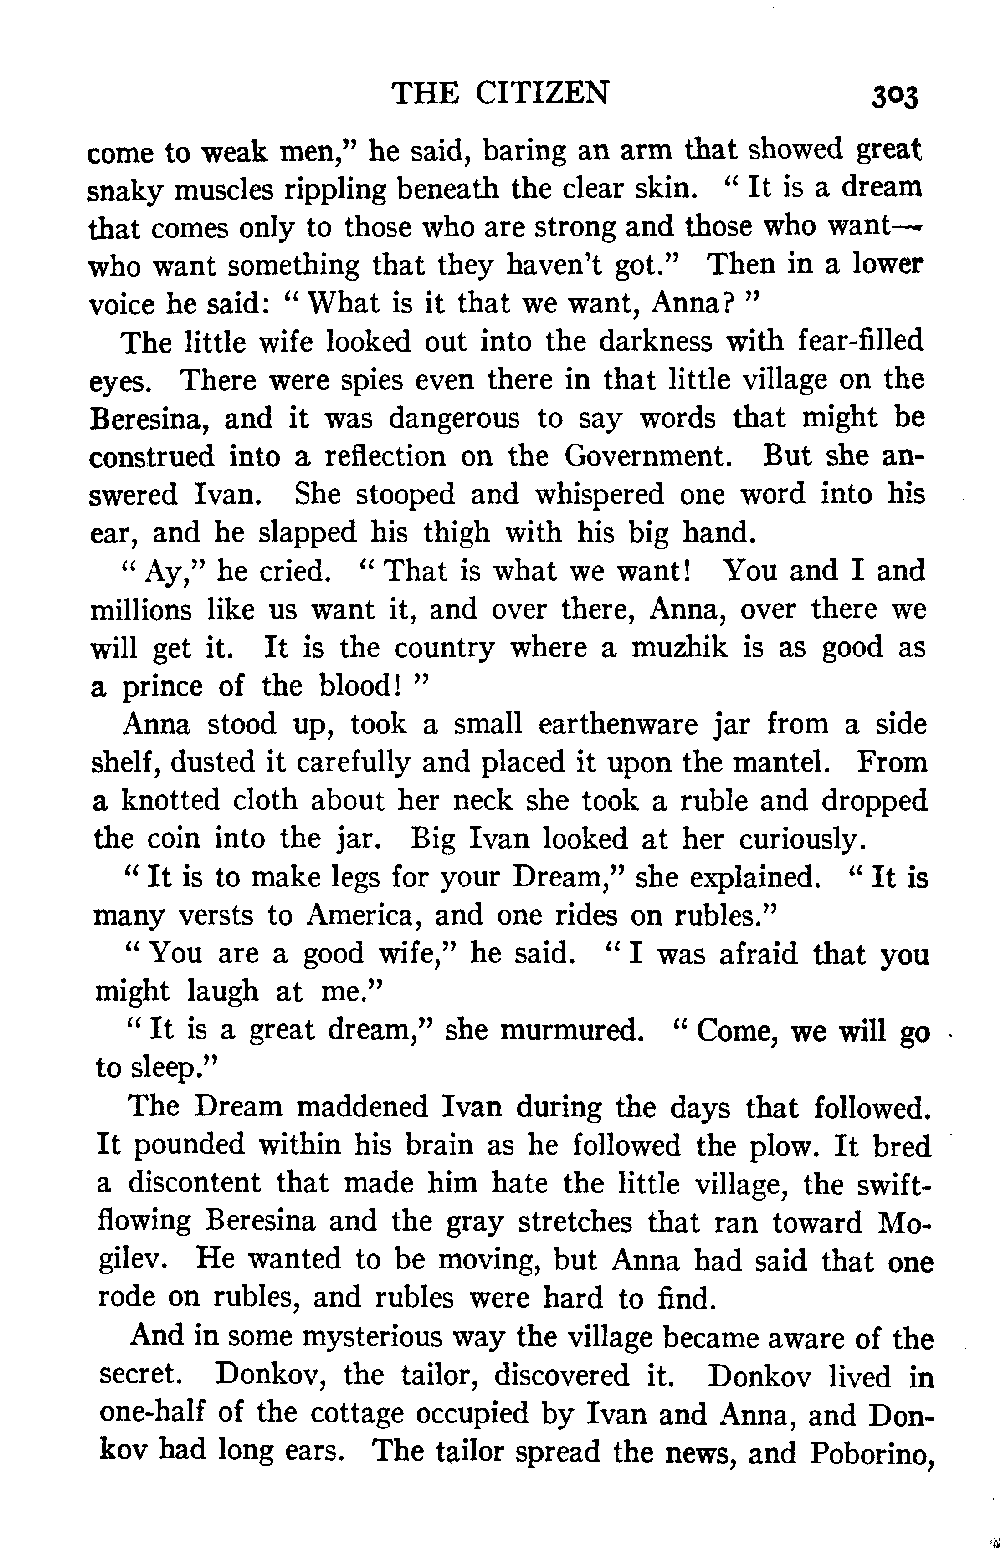 THE CITIZEN 303
come to weak men,” he said, baring an arm that showed great
snaky muscles rippling beneath the clear skin. “ It is a dream
that comes only to those who are strong and those who want—
who want something that they haven't got.” Then in a lower
voice he said: “ What is it that we want, Anna? ”
The little wife looked out into the darkness with fear-filled
eyes. There were spies even there in that little village on the
Beresina, and it was dangerous to say words that might be
construed into a reflection on the Government. But she an-
swered Ivan. She stooped and whispered one word into his
ear, and he slapped his thigh with his big hand.
“ Ay,” he cried. “ That is what we want! You and I and
millions like us want it, and over there, Anna, over there we
will get it. It is the country where a muzhik is as good as
a prince of the blood! ”
Anna stood up, took a small earthenware jar from a side
shelf, dusted it carefully and placed it upon the mantel. From
a knotted cloth about her neck she took a ruble and dropped
the coin into the jar. Big Ivan looked at her curiously.
“ It is to make legs for your Dream,” she explained. “ It is
many versts to America, and one rides on rubles.”
“ You are a good wife,” he said. “ I was afraid that you
might laugh at me.”
“ It is a great dream,” she murmured. “ Come, we will go
to sleep.”
The Dream maddened Ivan during the days that followed.
It pounded within his brain as he followed the plow. It bred
a discontent that made him hate the little village, the swift-
flowing Beresina and the gray stretches that ran toward Mo-
gilev. He wanted to be moving, but Anna had said that one
rode on rubles, and rubles were hard to find.
And in some mysterious way the village became aware of the
secret. Donkov, the tailor, discovered it. Donkov lived in
one-half of the cottage occupied by Ivan and Anna, and Don-
kov had long ears. The tailor spread the news, and Poborino,